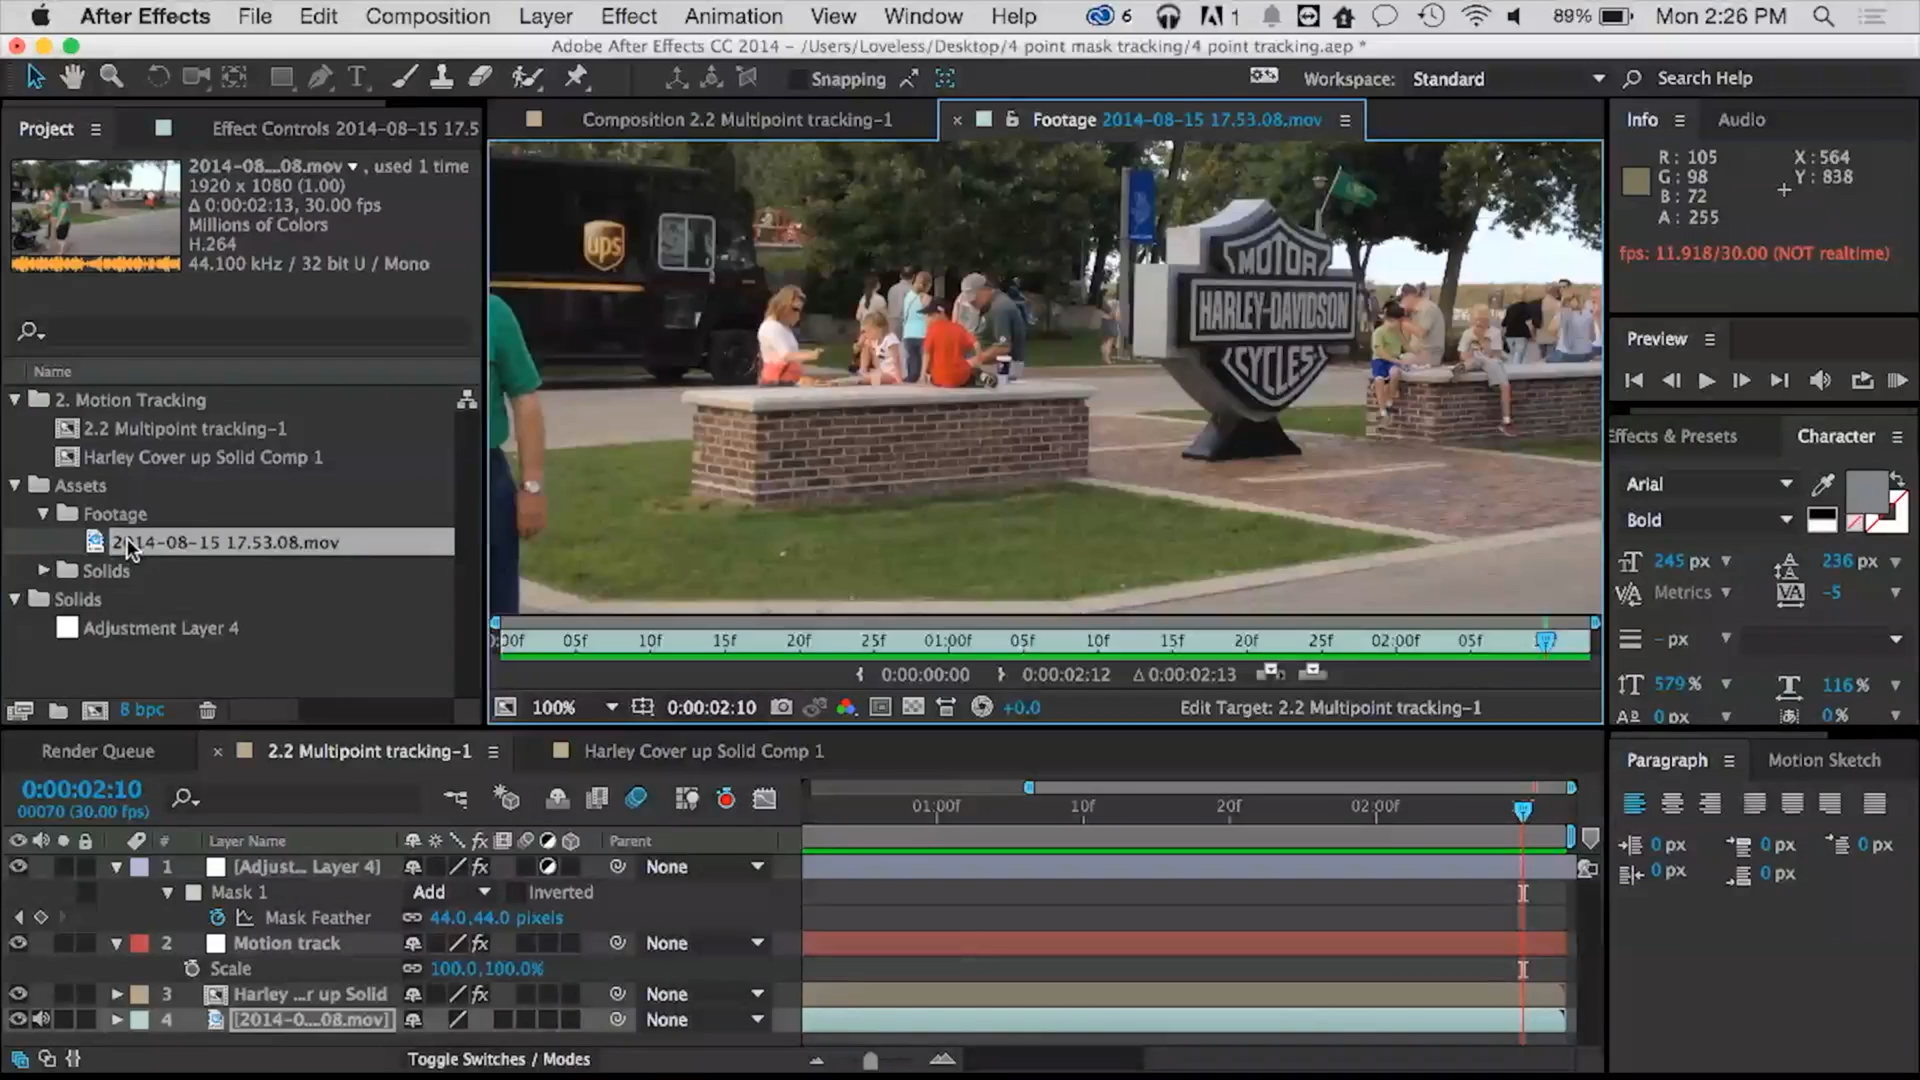 After Effects File Edit Composition Layer Effect Animation View Window Help 6 1 89% Mon 2:26 PM
Adobe After Effects CC 2014 - /Users/Loveless/Desktop/4 point mask tracking/4 point tracking.aep *
Snapping Workspace: Standard Search Help
Project Effect Controls 2014-08-15 17.5
Composition 2.2 Multipoint tracking-1 Footage 2014-08-15 17.53.08.mov
Info Audio
2014-08....08.mov , used 1 time
1920 x 1080 (1.00)
Δ 0:00:02:13, 30.00 fps
Millions of Colors
H.264
44.100 kHz / 32 bit U / Mono
R : 105 X : 564
G : 98 Y : 838
B : 72
A : 255
fps: 11.918/30.00 (NOT realtime)
ups
MOTOR
HARLEY-DAVIDSON
CYCLES
Name
2. Motion Tracking
2.2 Multipoint tracking-1
Harley Cover up Solid Comp 1
Assets
Footage
2014-08-15 17.53.08.mov
Solids
Solids
Adjustment Layer 4
8 bpc
Preview
Effects & Presets Character
Arial
Bold
245 px 236 px
Metrics -5
- px
579% 116%
0 px 0%
:00f 05f 10f 15f 20f 25f 01:00f 05f 10f 15f 20f 25f 02:00f 05f
0:00:00:00 0:00:02:12 Δ 0:00:02:13
100% 0:00:02:10 +0.0 Edit Target: 2.2 Multipoint tracking-1
Render Queue 2.2 Multipoint tracking-1 Harley Cover up Solid Comp 1
0:00:02:10
00070 (30.00 fps)
01:00f 10f 20f 02:00f
# Layer Name Parent
1 [Adjust... Layer 4] None
Mask 1 Add Inverted
Mask Feather 44.0,44.0 pixels
2 Motion track None
Scale 100.0,100.0%
3 Harley ...r up Solid None
4 [2014-0....08.mov] None
Toggle Switches / Modes
Paragraph Motion Sketch
0 px 0 px 0 px
0 px 0 px